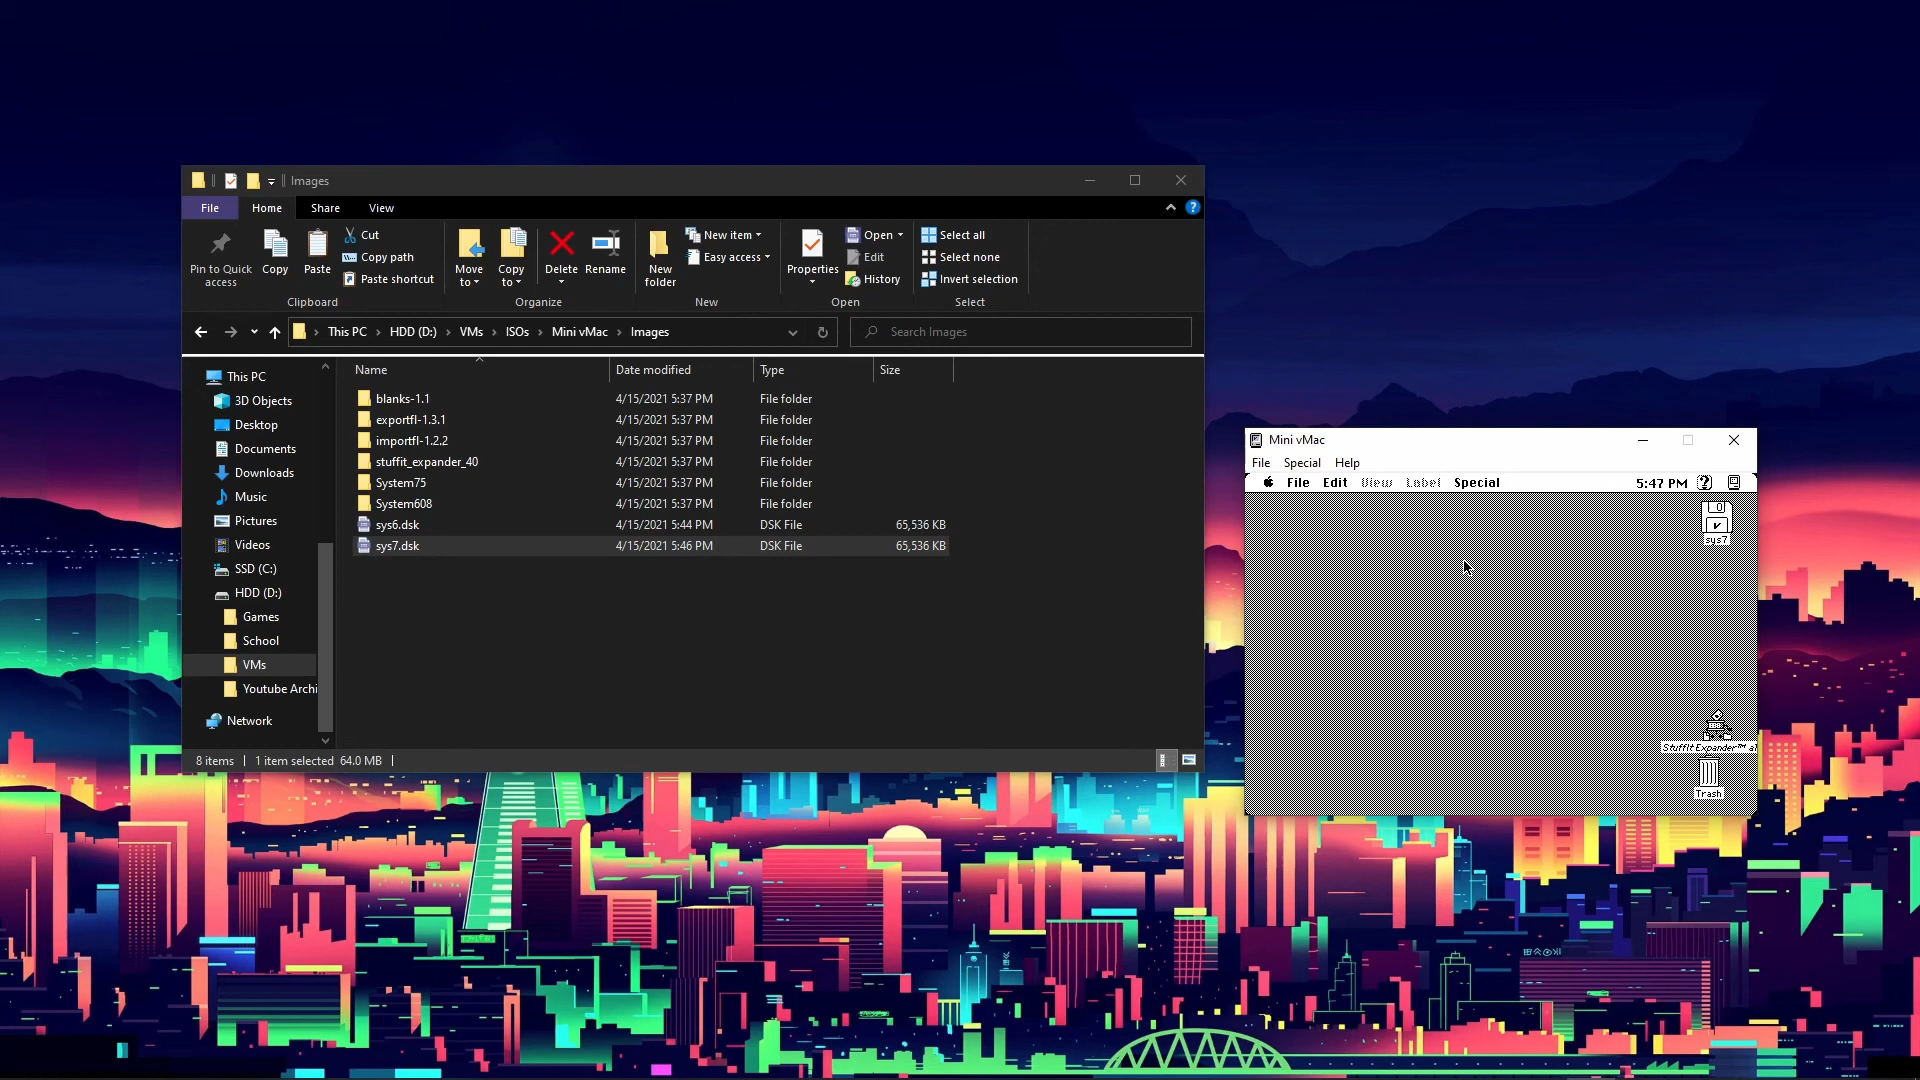 Images
File Home Share View
Pin to Quick access
Copy
Paste
Cut
Copy path
Paste shortcut
Clipboard
Move to
Copy to
Delete
Rename
Organize
New folder
New item
Easy access
New
Properties
Open
Edit
History
Open
Select all
Select none
Invert selection
Select
This PC HDD (D:) VMs ISOs Mini vMac Images
Search Images
This PC
3D Objects
Desktop
Documents
Downloads
Music
Pictures
Videos
SSD (C:)
HDD (D:)
Games
School
VMs
Youtube Archi
Network
Name Date modified Type Size
blanks-1.1 4/15/2021 5:37 PM File folder
exportfl-1.3.1 4/15/2021 5:37 PM File folder
importfl-1.2.2 4/15/2021 5:37 PM File folder
stuffit_expander_40 4/15/2021 5:37 PM File folder
System75 4/15/2021 5:37 PM File folder
System608 4/15/2021 5:37 PM File folder
sys6.dsk 4/15/2021 5:44 PM DSK File 65,536 KB
sys7.dsk 4/15/2021 5:46 PM DSK File 65,536 KB
8 items 1 item selected 64.0 MB
Mini vMac
File Special Help
File Edit View Label Special 5:47 PM
sys7
StuffIt Expander™ al
Trash